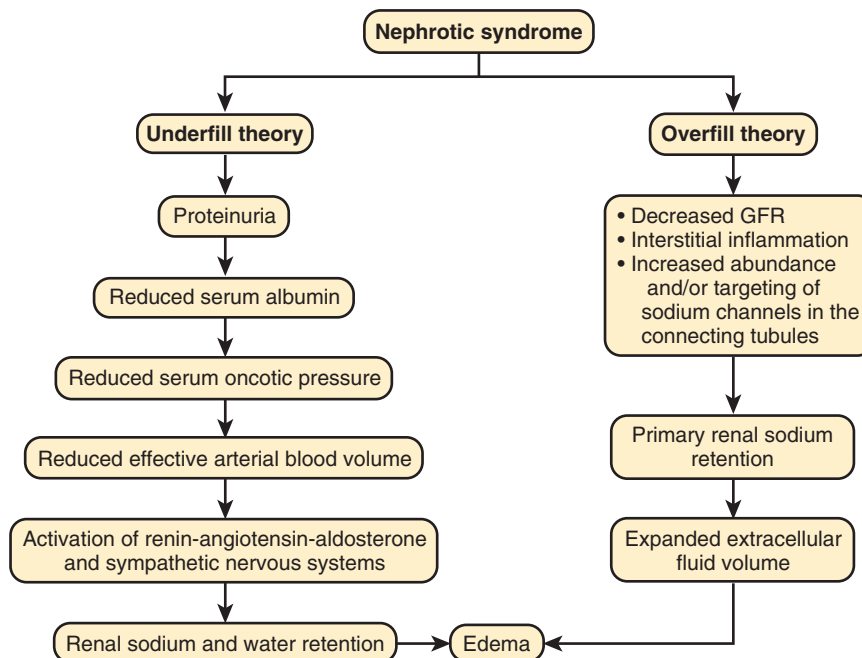 Nephrotic syndrome
Underfill theory
Proteinuria
Reduced serum albumin
Reduced serum oncotic pressure
Reduced effective arterial blood volume
Activation of renin-angiotensin-aldosterone
and sympathetic nervous systems
Renal sodium and water retention
Edema
Overfill theory
• Decreased GFR
• Interstitial inflammation
• Increased abundance
and/or targeting of
sodium channels in the
connecting tubules
Primary renal sodium
retention
Expanded extracellular
fluid volume